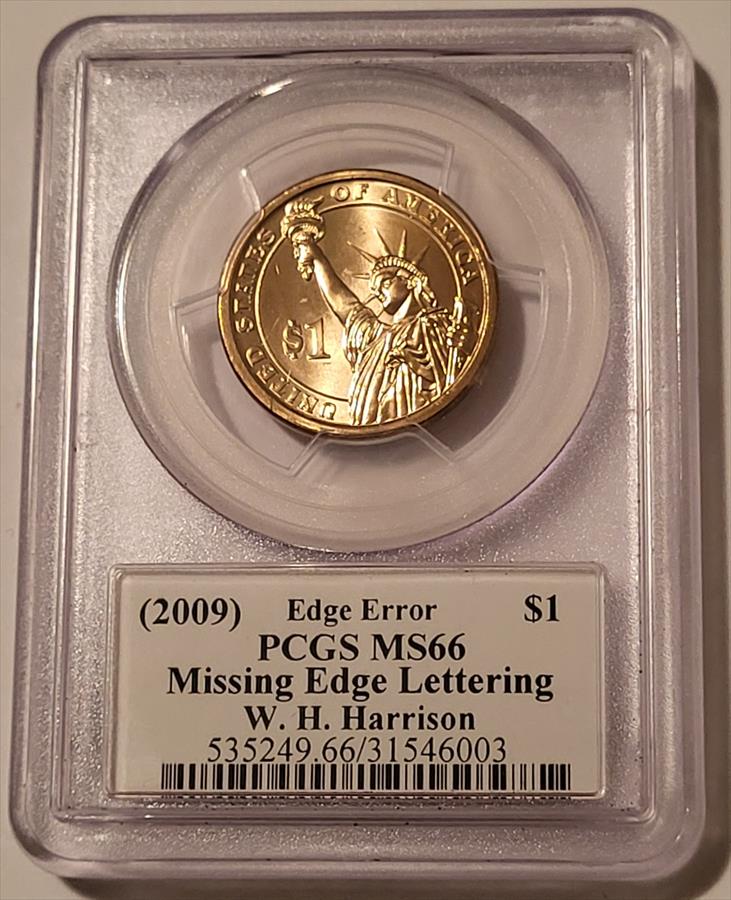 UNITED STATES OF AMERICA
$1
(2009) Edge Error $1
PCGS MS66
Missing Edge Lettering
W. H. Harrison
535249.66/31546003